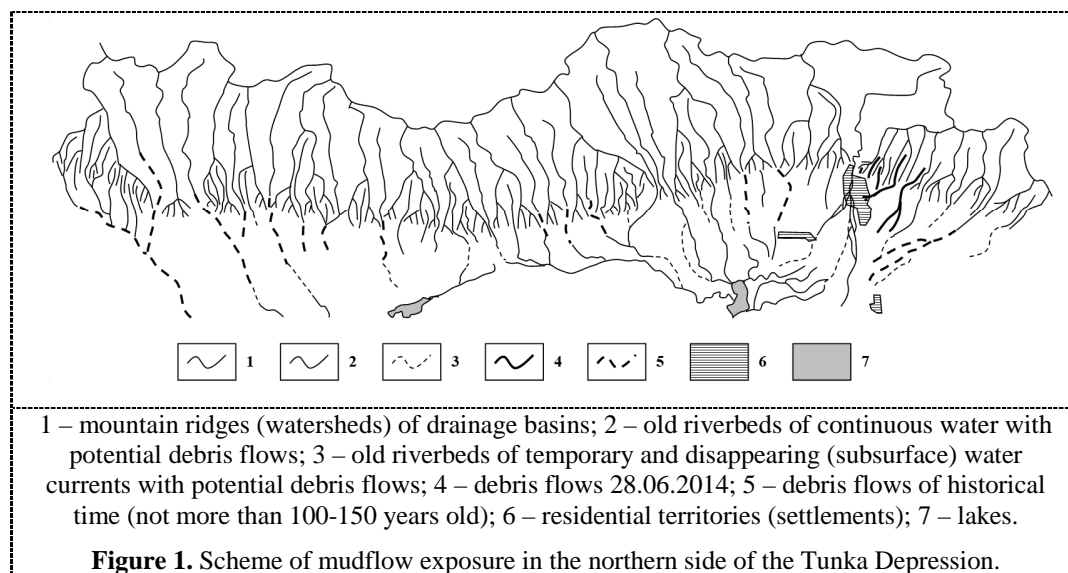 1 2 3 4 5 6 7
1 – mountain ridges (watersheds) of drainage basins; 2 – old riverbeds of continuous water with
potential debris flows; 3 – old riverbeds of temporary and disappearing (subsurface) water
currents with potential debris flows; 4 – debris flows 28.06.2014; 5 – debris flows of historical
time (not more than 100-150 years old); 6 – residential territories (settlements); 7 – lakes.
Figure 1. Scheme of mudflow exposure in the northern side of the Tunka Depression.